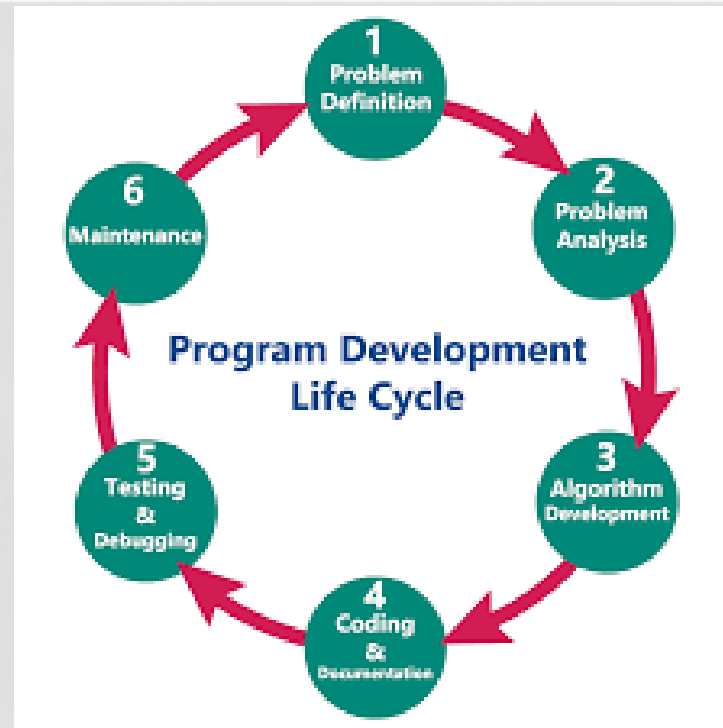 1
Problem
Definition
2
Problem
Analysis
3
Algorithm
Development
4
Coding
&
Documentation
5
Testing
&
Debugging
6
Maintenance
Program Development
Life Cycle